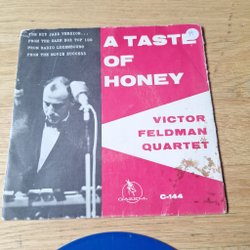 THE HIT JAZZ VERSION...
FROM THE CASH BOX TOP 100
FROM RADIO LUXEMBOURG
FROM THE MOVIE SUCCESS
A TASTE
OF
HONEY
VICTOR
FELDMAN
QUARTET
C-144